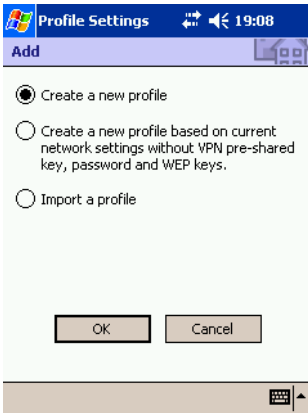 Profile Settings 19:08
Add
Create a new profile
Create a new profile based on current
network settings without VPN pre-shared
key, password and WEP keys.
Import a profile
OK Cancel